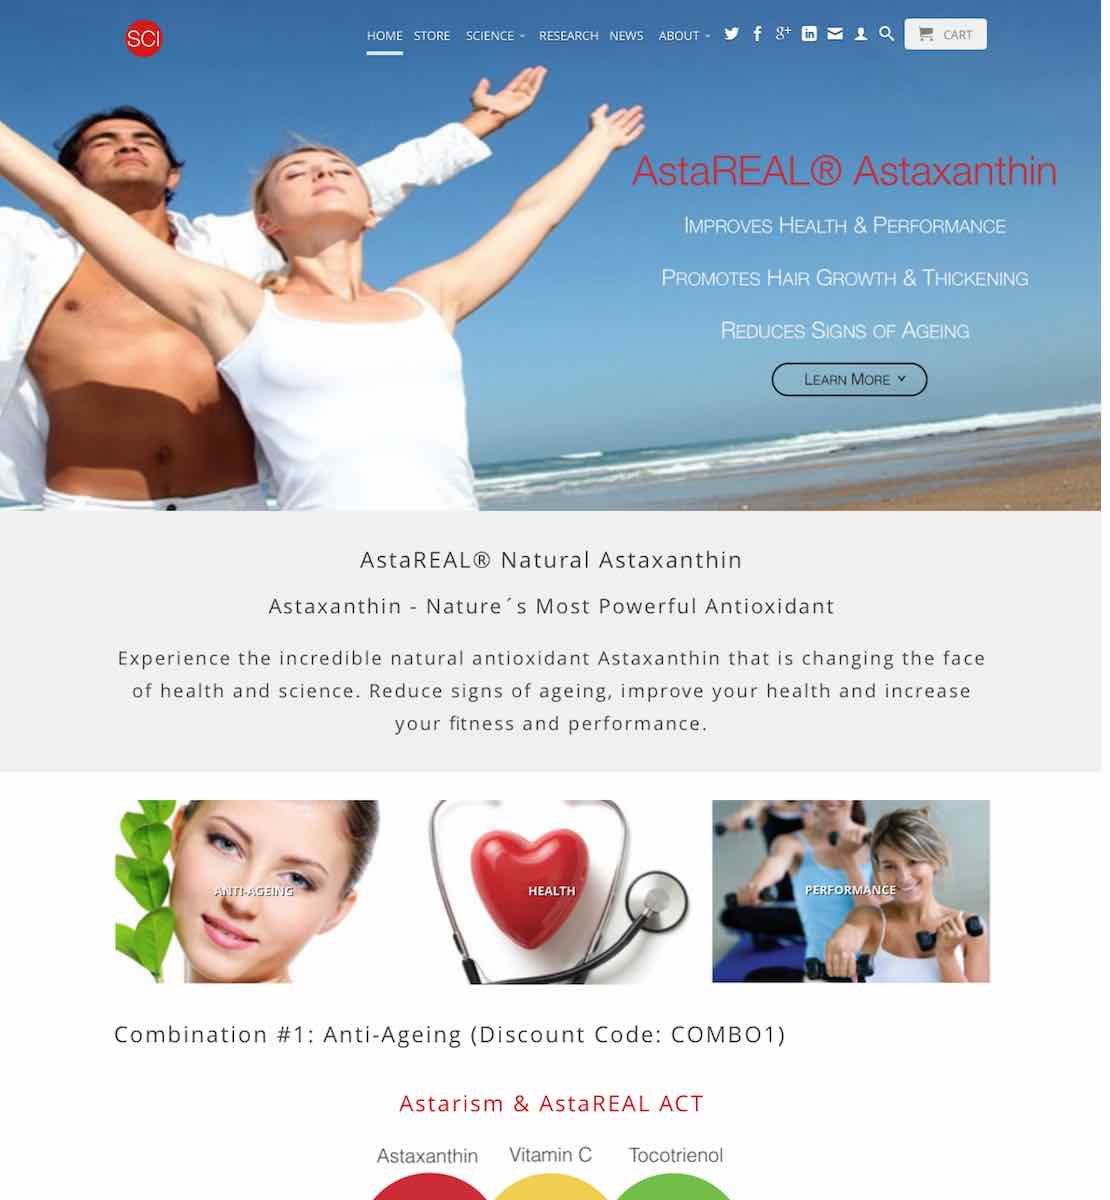 SCI
HOME STORE SCIENCE RESEARCH NEWS ABOUT CART
AstaREAL® Astaxanthin
IMPROVES HEALTH & PERFORMANCE
PROMOTES HAIR GROWTH & THICKENING
REDUCES SIGNS OF AGEING
LEARN MORE
AstaREAL® Natural Astaxanthin
Astaxanthin - Nature´s Most Powerful Antioxidant
Experience the incredible natural antioxidant Astaxanthin that is changing the face
of health and science. Reduce signs of ageing, improve your health and increase
your fitness and performance.
ANTI-AGEING
HEALTH
PERFORMANCE
Combination #1: Anti-Ageing (Discount Code: COMBO1)
Astarism & AstaREAL ACT
Astaxanthin Vitamin C Tocotrienol